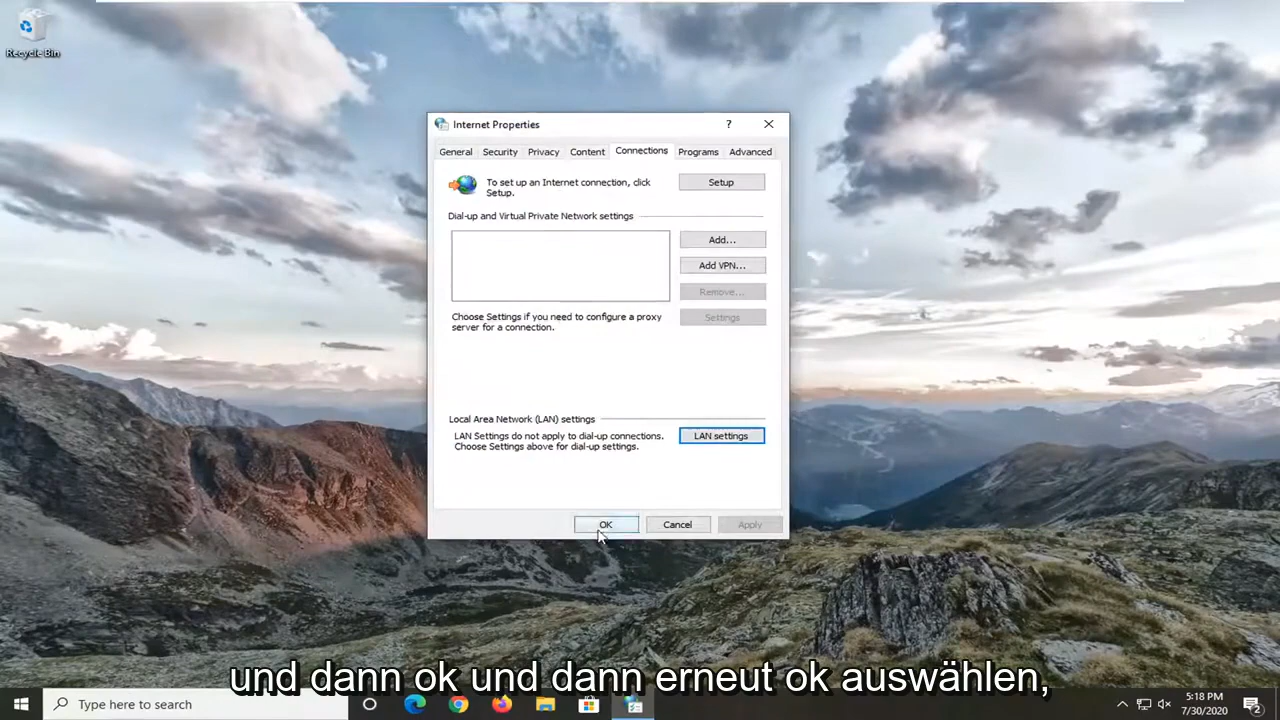 Recycle Bin
Internet Properties
?
General Security Privacy Content Connections Programs Advanced
To set up an Internet connection, click
Setup.
Setup
Dial-up and Virtual Private Network settings
Add...
Add VPN...
Remove...
Choose Settings if you need to configure a proxy
server for a connection.
Settings
Local Area Network (LAN) settings
LAN Settings do not apply to dial-up connections.
Choose Settings above for dial-up settings.
LAN settings
OK Cancel Apply
und dann ok und dann erneut ok auswählen,
Type here to search
5:18 PM
7/30/2020
2